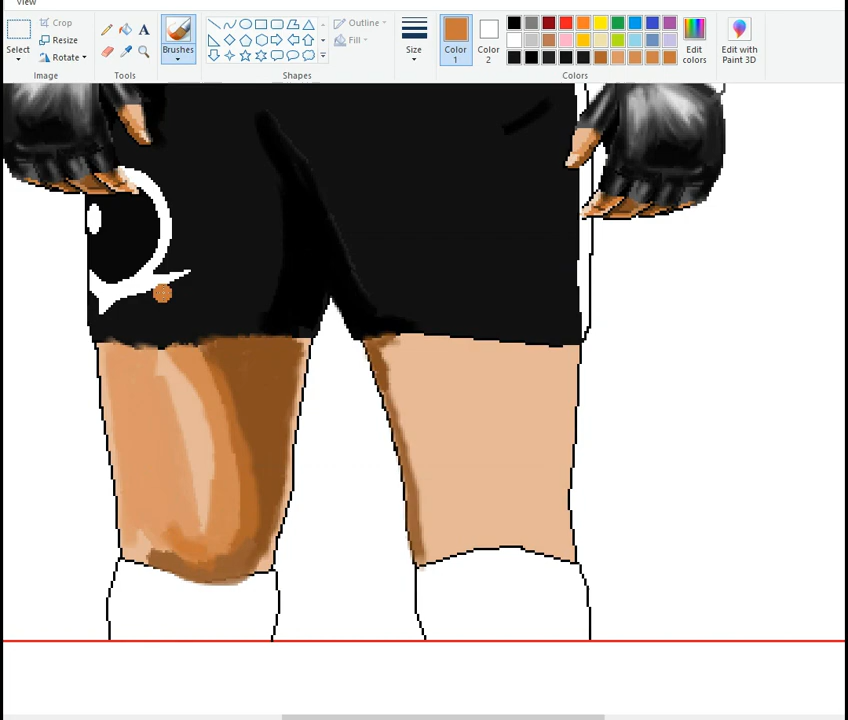 View
Crop
Resize
Rotate
Select
Image
A
Tools
Brushes
Outline
Fill
Shapes
Size
Color
1
Color
2
Edit
colors
Colors
Edit with
Paint 3D